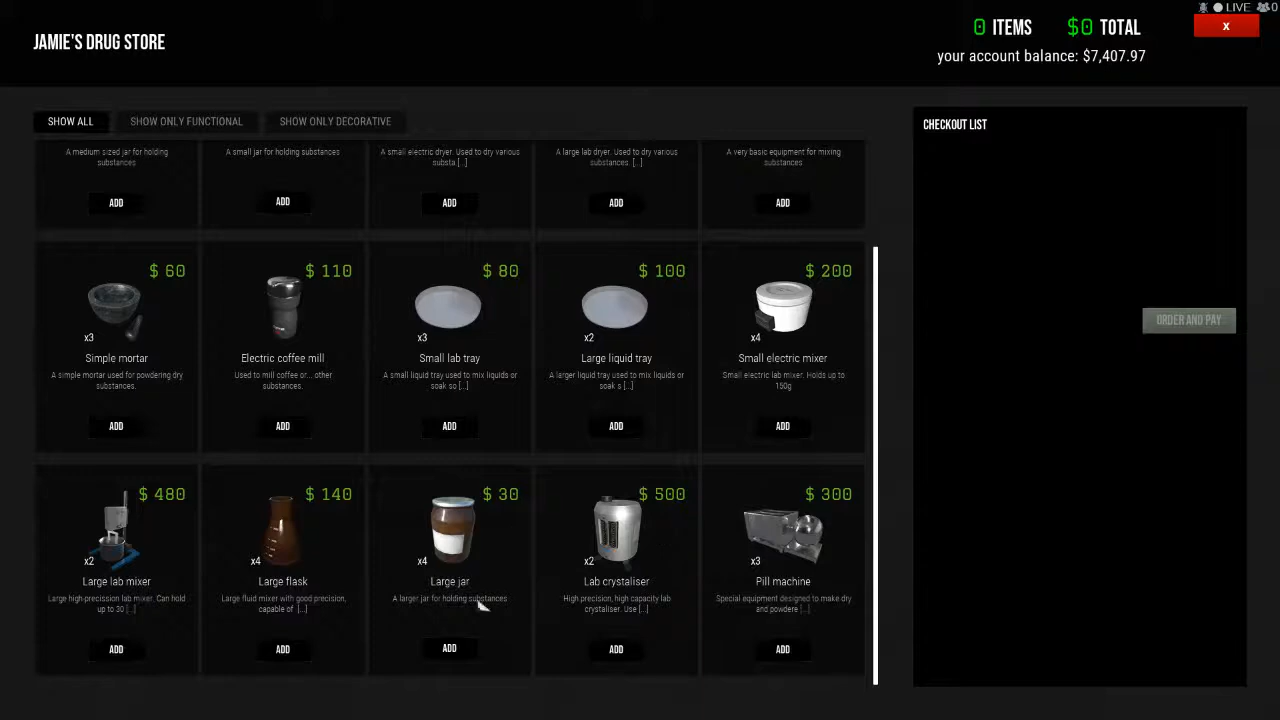 LIVE 0
JAMIE'S DRUG STORE
0 ITEMS $0 TOTAL
X
your account balance: $7,407.97
SHOW ALL
SHOW ONLY FUNCTIONAL
SHOW ONLY DECORATIVE
CHECKOUT LIST
A medium sized jar for holding
substances
ADD
A small jar for holding substances
ADD
A small electric dryer. Used to dry various
substa [...]
ADD
A large lab dryer. Used to dry various
substances. [...]
ADD
A very basic equipment for mixing
substances
ADD
$ 60
x3
Simple mortar
A simple mortar used for powdering dry
substances.
ADD
$ 110
Electric coffee mill
Used to mill coffee or... other
substances.
ADD
$ 80
x3
Small lab tray
A small liquid tray used to mix liquids or
soak so [...]
ADD
$ 100
x2
Large liquid tray
A larger liquid tray used to mix liquids or
soak s [...]
ADD
$ 200
x4
Small electric mixer
Small electric lab mixer. Holds up to
150g
ADD
ORDER AND PAY
$ 480
x2
Large lab mixer
Large high-precission lab mixer. Can hold
up to 30 [...]
ADD
$ 140
x4
Large flask
Large fluid mixer with good precision,
capable of [...]
ADD
$ 30
x4
Large jar
A larger jar for holding substances
ADD
$ 500
x2
Lab crystaliser
High precision, high capacity lab
crystaliser. Use [...]
ADD
$ 300
x3
Pill machine
Special equipment designed to make dry
and powdere [...]
ADD